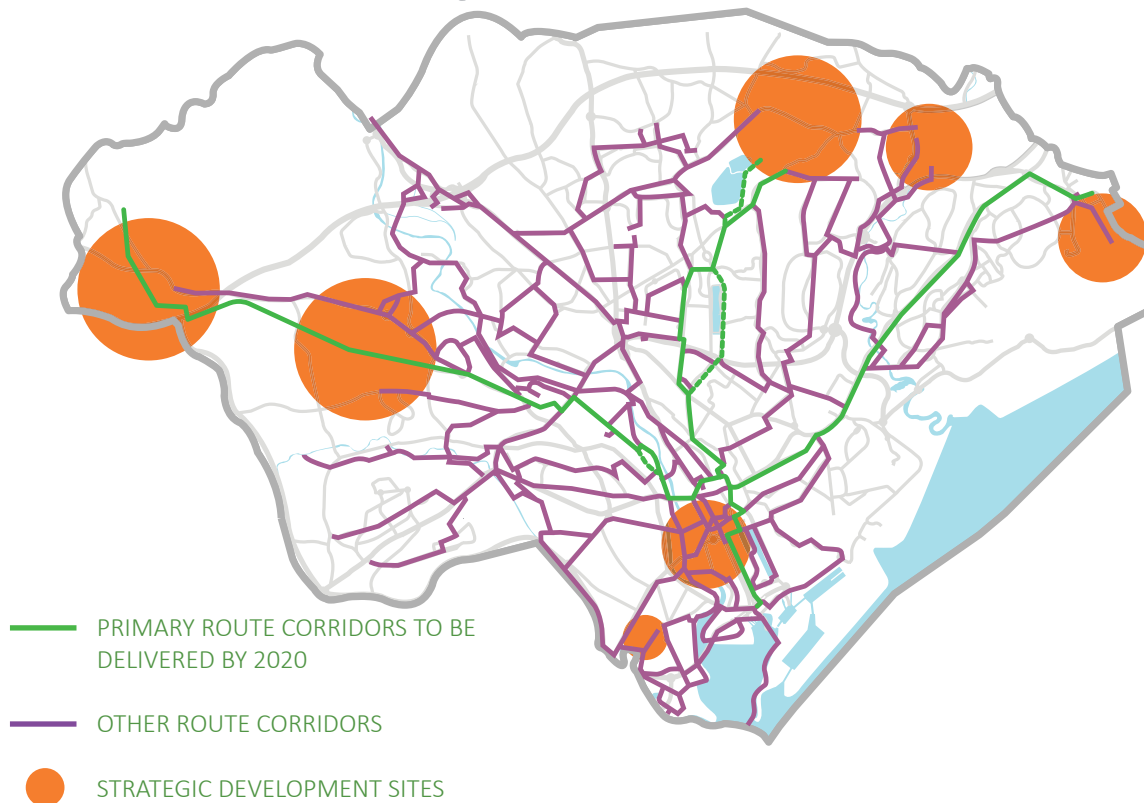 PRIMARY ROUTE CORRIDORS TO BE
DELIVERED BY 2020
OTHER ROUTE CORRIDORS
STRATEGIC DEVELOPMENT SITES